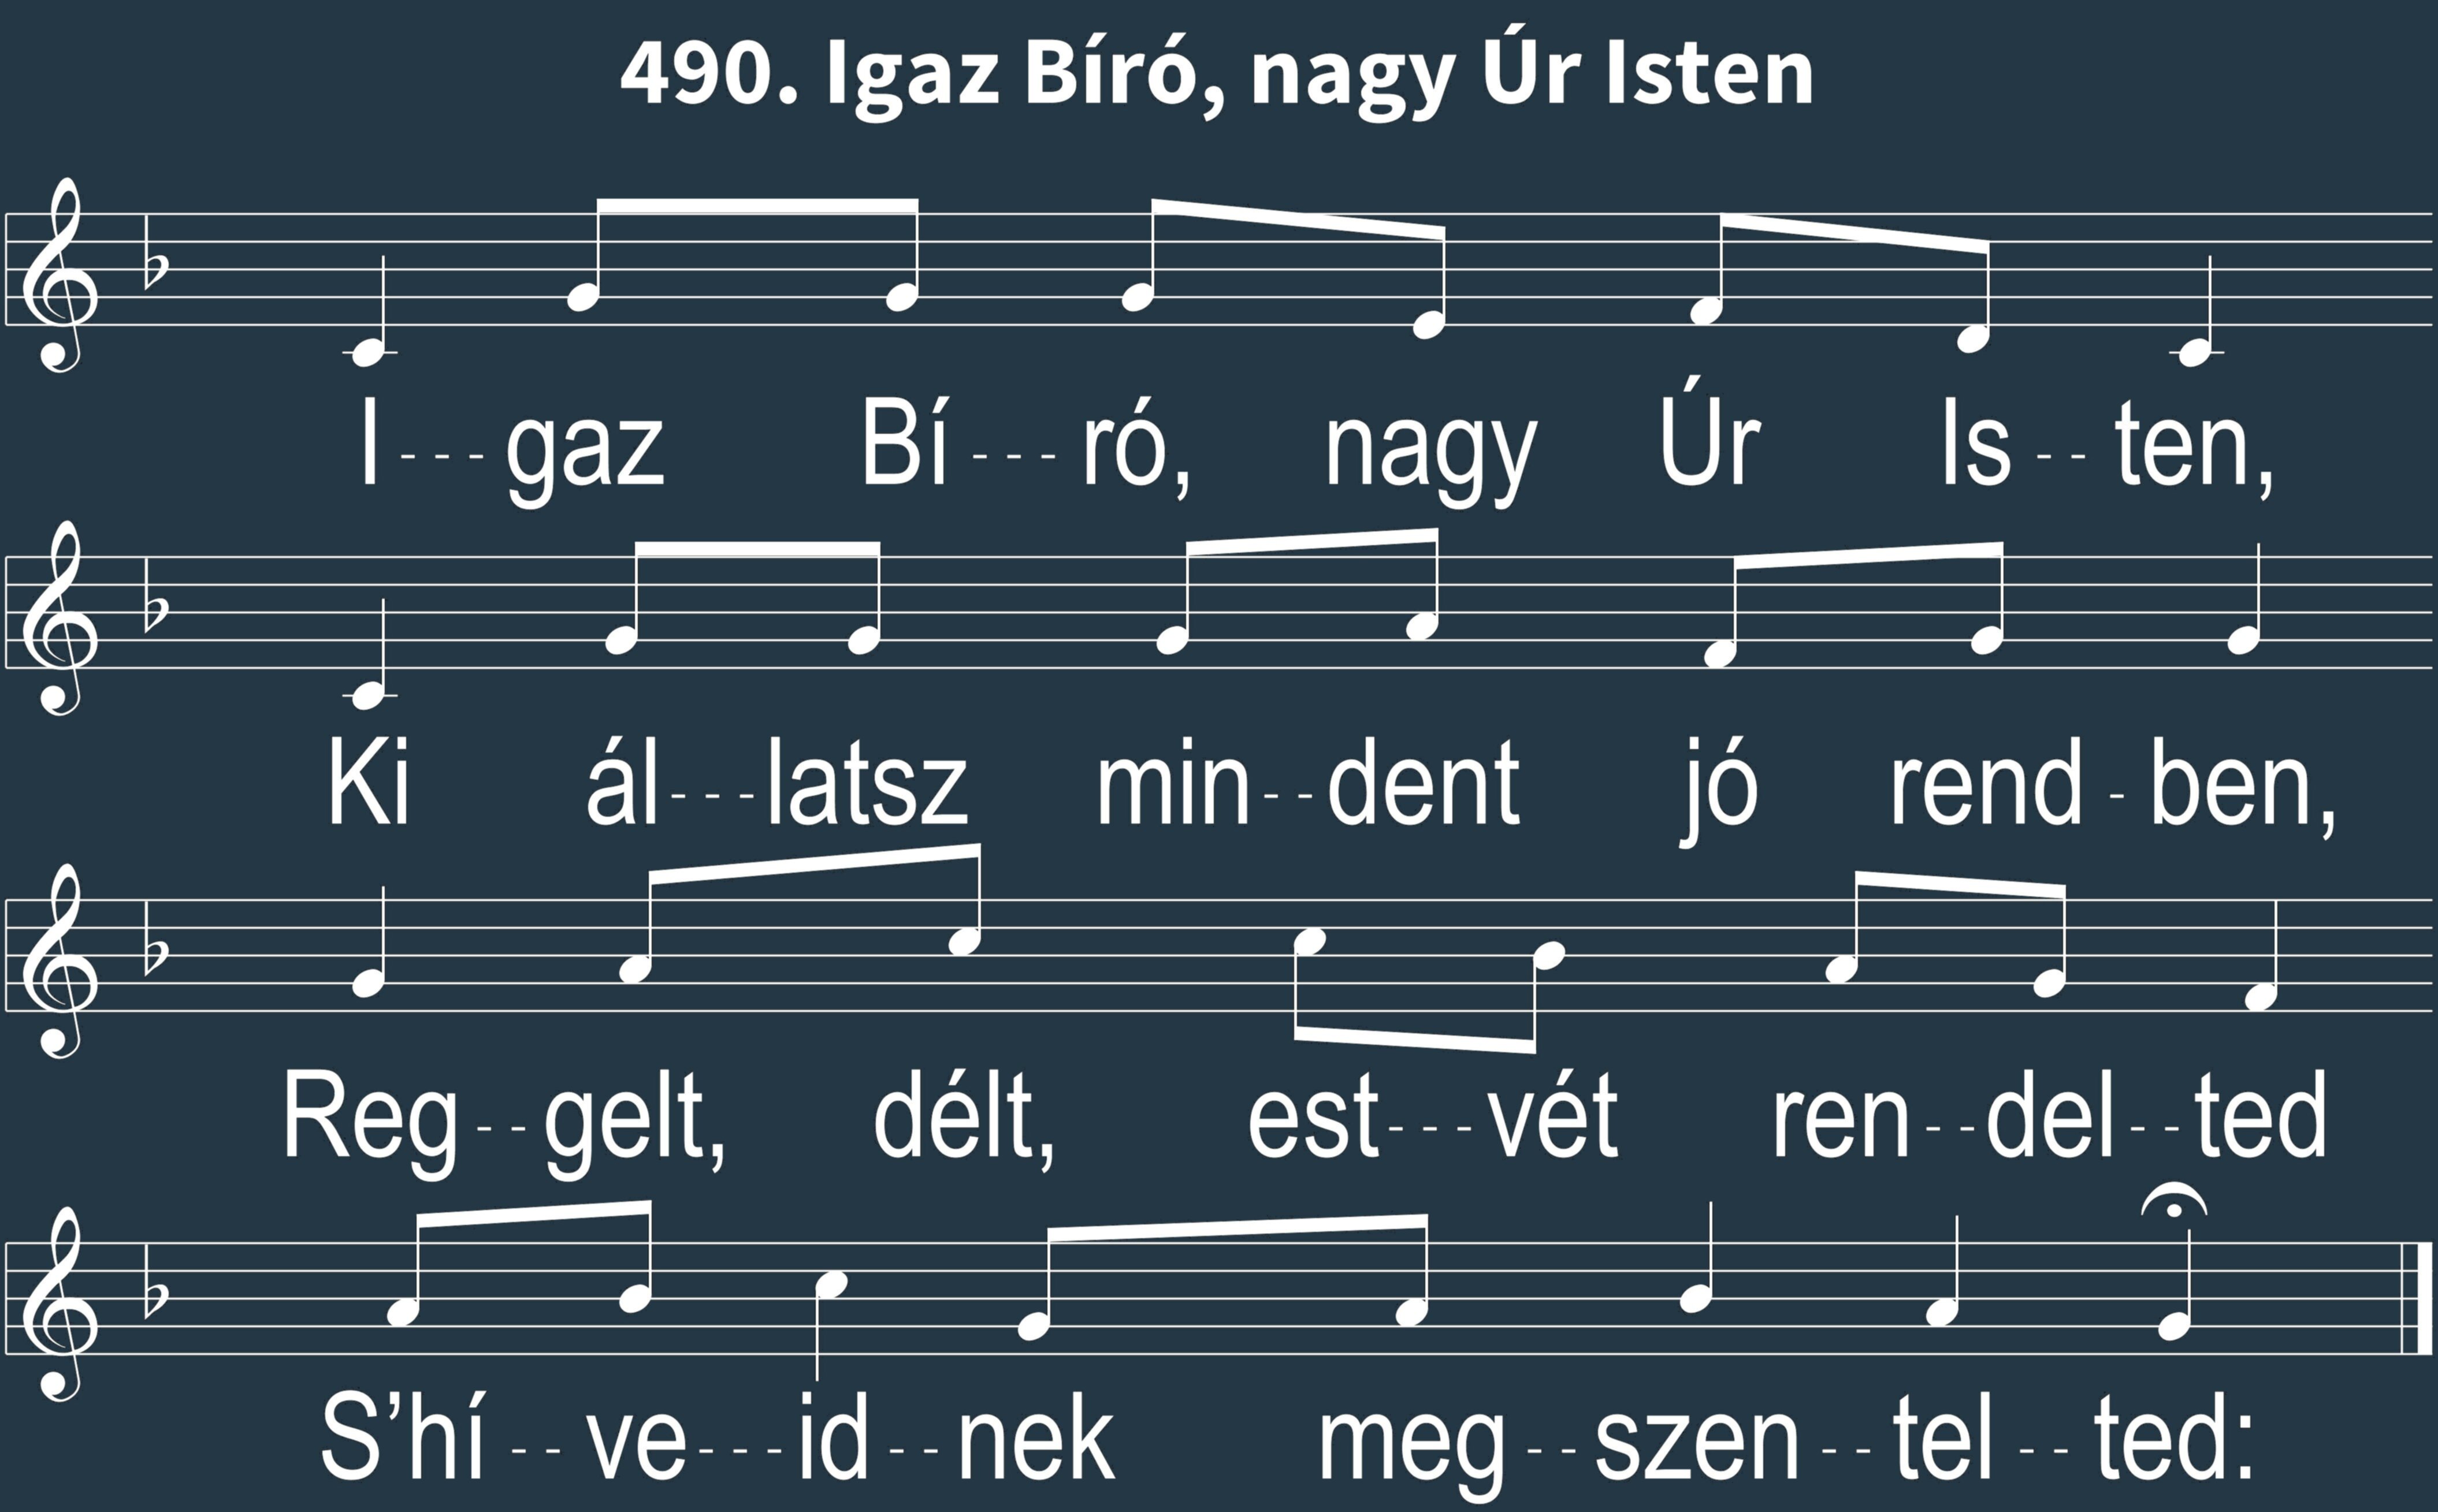 490. Igaz Bíró, nagy Úr Isten
I---gaz Bí---ró, nagy Úr Is--ten,
Ki ál---latsz min--dent jó rend-ben,
Reg--gelt, délt, est---vét ren--del--ted
S’hí--ve---id--nek meg--szen--tel--ted: